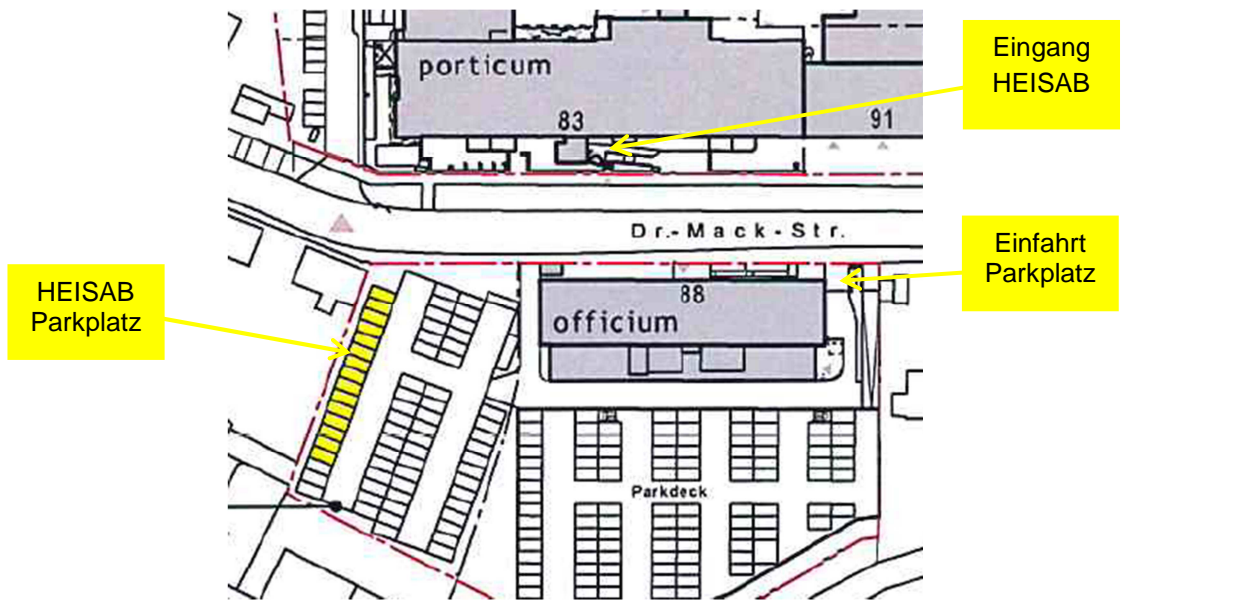 Eingang
HEISAB
porticum
83
91
Dr.-Mack-Str.
Einfahrt
Parkplatz
HEISAB
Parkplatz
88
officium
Parkdeck